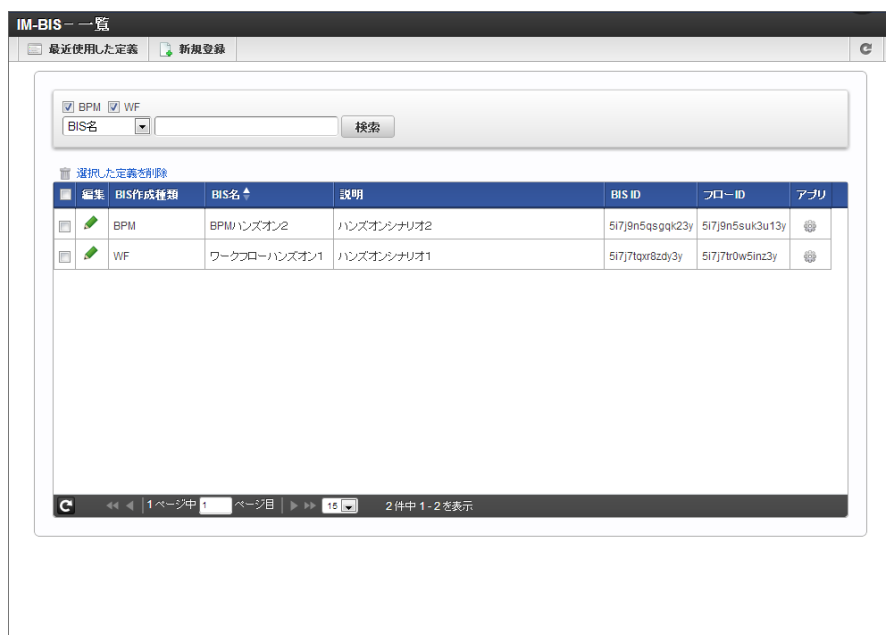 IM-BIS－ 一覧
最近使用した定義 新規登録
BPM WF
BIS名 検索
選択した定義を削除
編集 BIS作成種類 BIS名 説明 BIS ID フローID アプリ
BPM BPMハンズオン2 ハンズオンシナリオ2 5i7j9n5qsgqk23y 5i7j9n5suk3u13y
WF ワークフローハンズオン1 ハンズオンシナリオ1 5i7j7tqxr8zdy3y 5i7j7tr0w5inz3y
1 ページ中 1 ページ目 15 2 件中 1 - 2 を表示